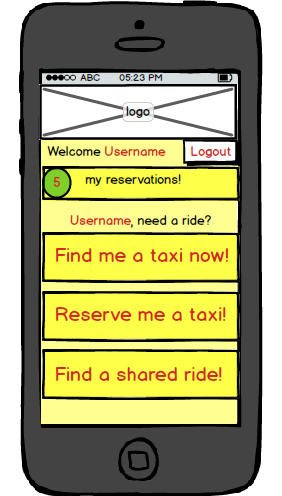 ABC 05:23 PM
logo
Welcome Username Logout
5 my reservations!
Username, need a ride?
Find me a taxi now!
Reserve me a taxi!
Find a shared ride!